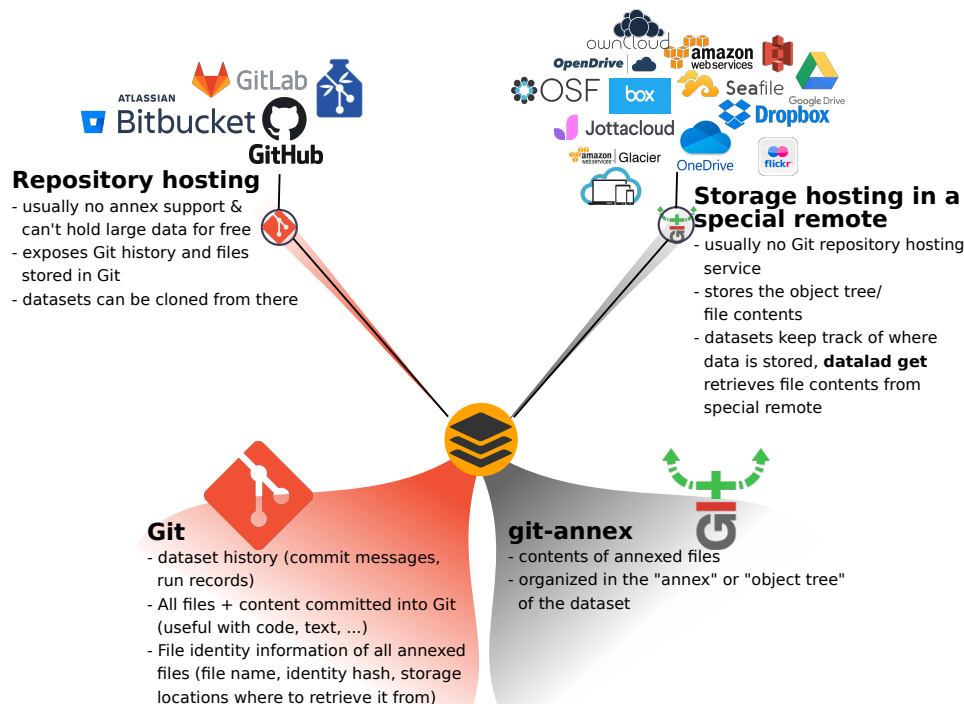 GitLab
ATLASSIAN
Bitbucket
GitHub
Repository hosting
- usually no annex support &
can't hold large data for free
- exposes Git history and files
stored in Git
- datasets can be cloned from there
ownCloud
OpenDrive
amazon
webservices
OSF
box
Seafile
Google Drive
Dropbox
Jottacloud
amazon
webservices
Glacier
OneDrive
flickr
Storage hosting in a
special remote
- usually no Git repository hosting
service
- stores the object tree/
file contents
- datasets keep track of where
data is stored, datalad get
retrieves file contents from
special remote
git
Git
- dataset history (commit messages,
run records)
- All files + content committed into Git
(useful with code, text, ...)
- File identity information of all annexed
files (file name, identity hash, storage
locations where to retrieve it from)
git
git-annex
- contents of annexed files
- organized in the "annex" or "object tree"
of the dataset